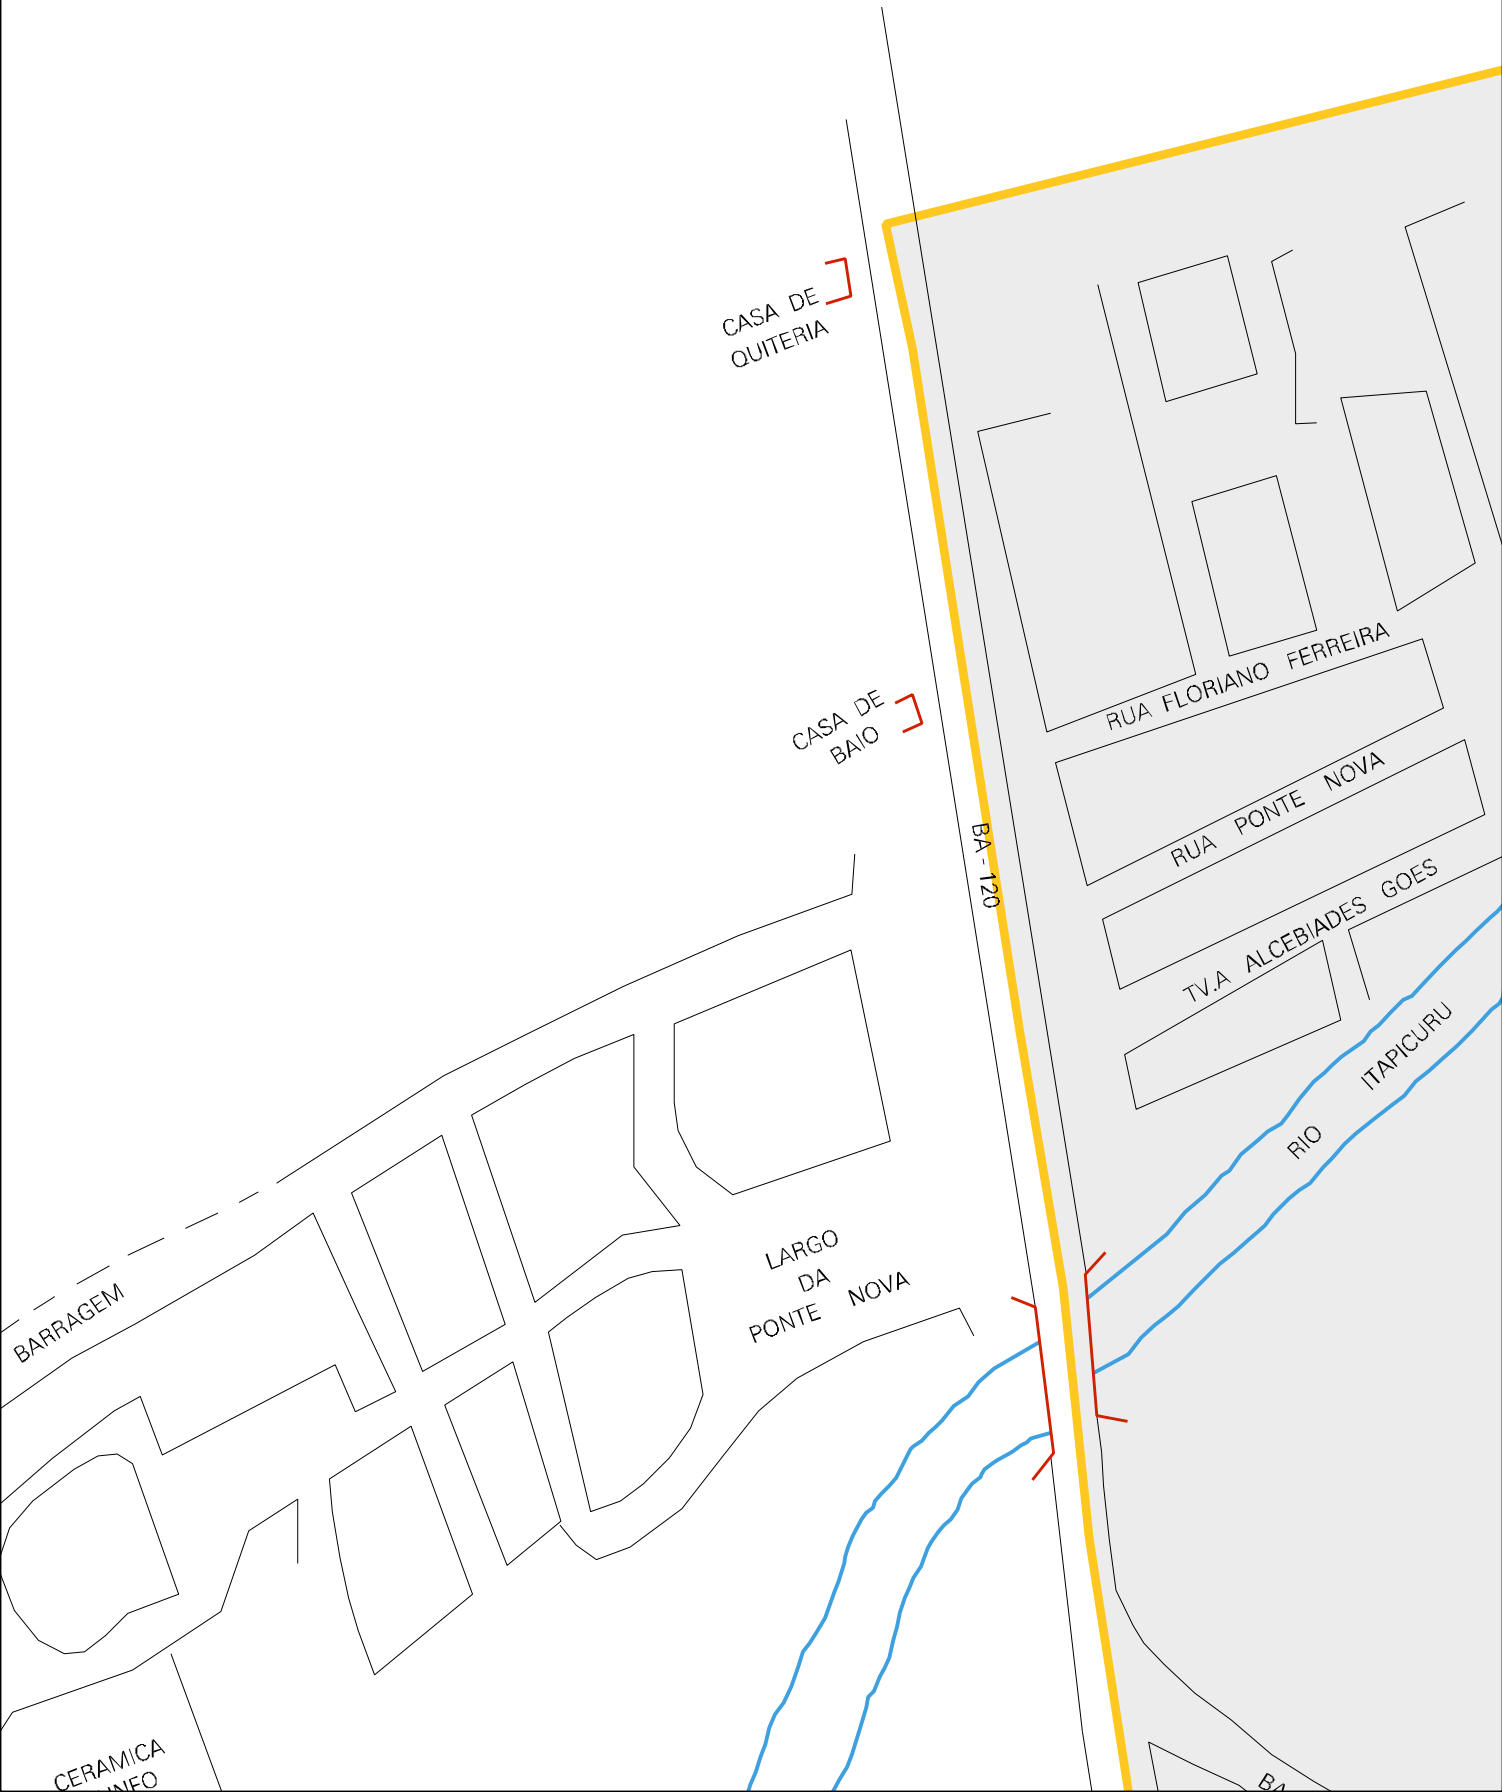 CASA DE
QUITERIA
CASA DE
BAIO
BA - 120
RUA FLORIANO FERREIRA
RUA PONTE NOVA
TV.A ALCEBIADES GOES
RIO ITAPICURU
LARGO
DA
PONTE NOVA
BARRAGEM
CERAMICA